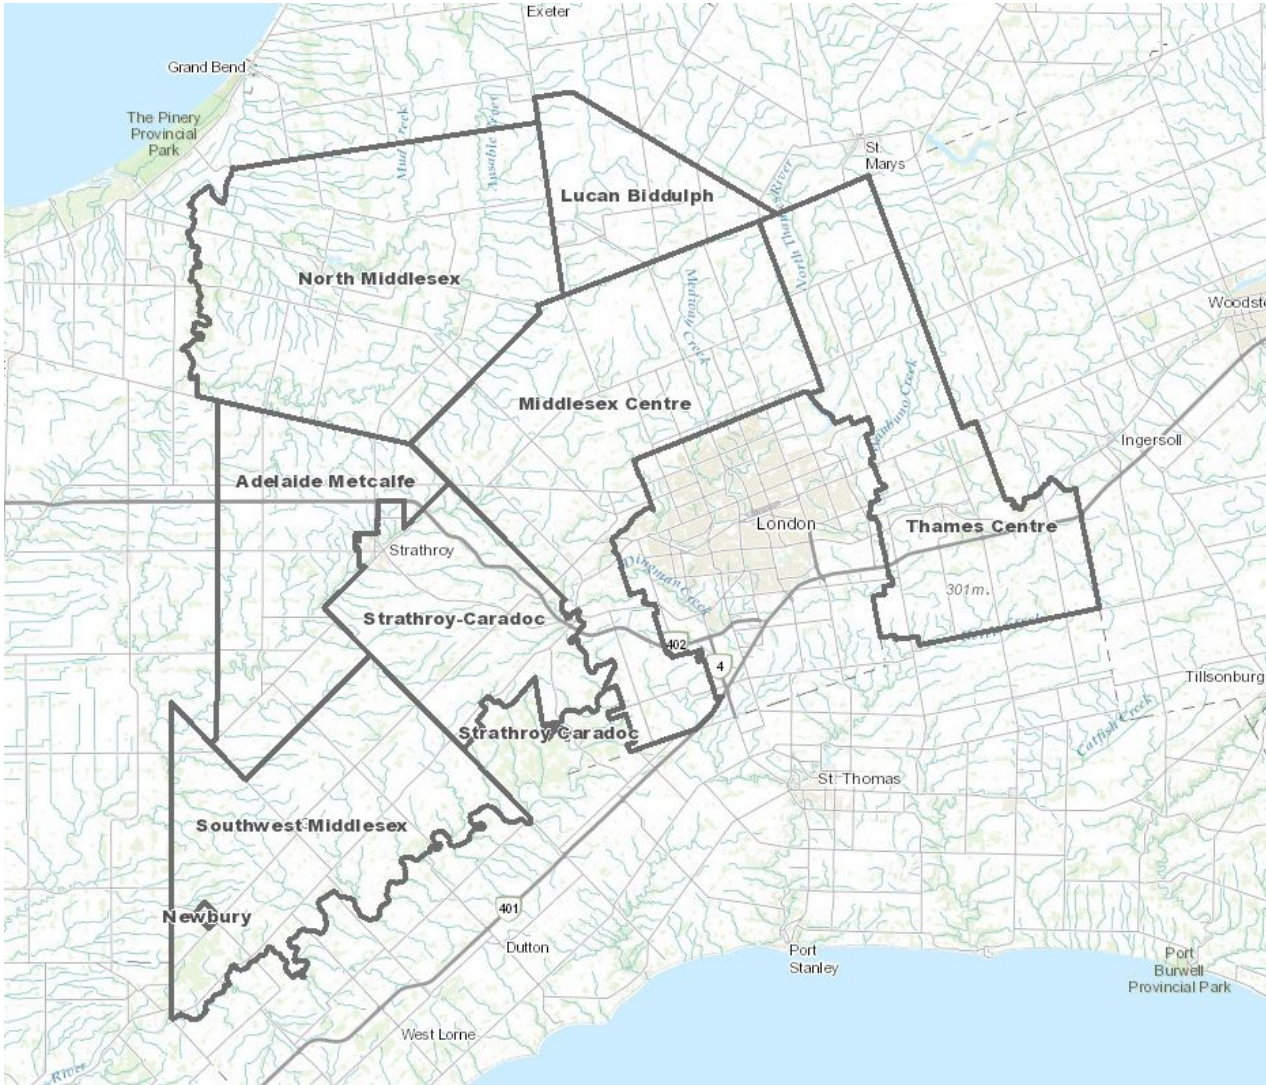 Exeter
Grand Bend
The Pinery
Provincial
Park
Mud Creek
Ausable River
St.
Marys
Lucan Biddulph
North Thames River
North Middlesex
Medway Creek
Woodsto
Middlesex Centre
Ingersoll
Adelaide Metcalfe
London
Thames Centre
Strathroy
Dingman Creek
301m.
Strathroy-Caradoc
402
4
Tillsonburg
Strathroy Caradoc
Catfish Creek
St. Thomas
Southwest Middlesex
401
Newbury
Dutton
Port
Stanley
Port
Burwell
Provincial Park
West Lorne
River